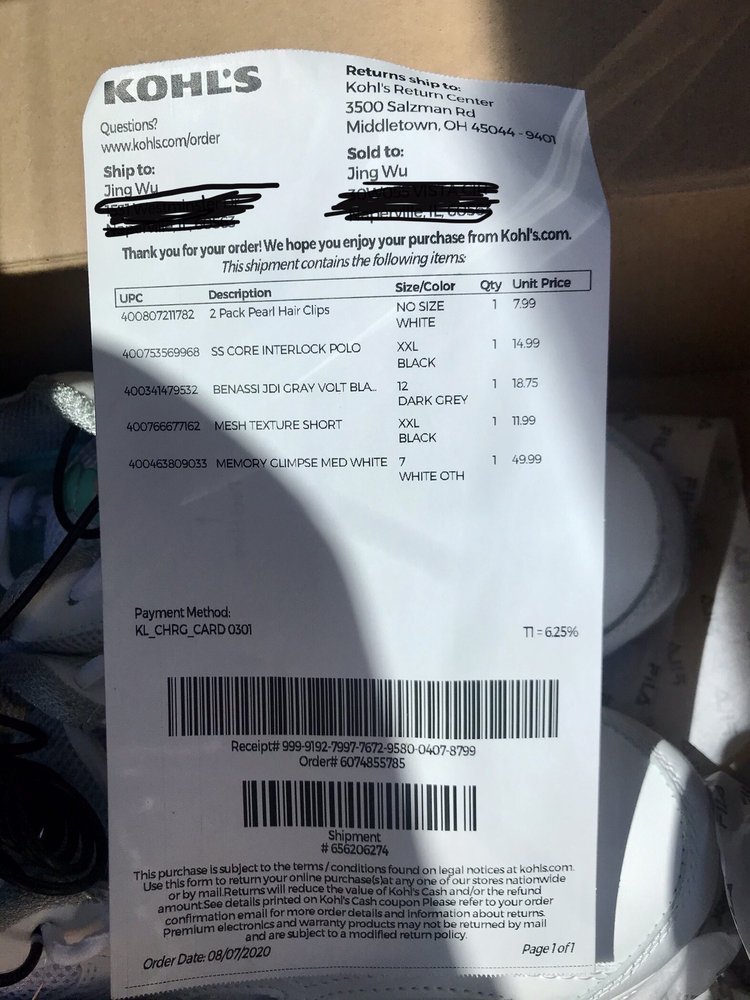 KOHL'S
Questions?
www.kohls.com/order
Ship to:
Jing Wu
Returns ship to:
Kohl's Return Center
3500 Salzman Rd
Middletown, OH 45044 - 9401
Sold to:
Jing Wu
Thank you for your order! We hope you enjoy your purchase from Kohl's.com.
This shipment contains the following items:
UPC Description Size/Color Qty Unit Price
400807211782 2 Pack Pearl Hair Clips NO SIZE 1 7.99
WHITE
400753569968 SS CORE INTERLOCK POLO XXL 1 14.99
BLACK
400341479532 BENASSI JDI GRAY VOLT BLA... 12 1 18.75
DARK GREY
400766677162 MESH TEXTURE SHORT XXL 1 11.99
BLACK
400463809033 MEMORY GLIMPSE MED WHITE 7 1 49.99
WHITE OTH
Payment Method:
KL_CHRG_CARD 0301
T1 = 6.25%
Receipt# 999-9192-7997-7672-9580-0407-8799
Order# 6074855785
Shipment
# 656206274
This purchase is subject to the terms / conditions found on legal notices at kohls.com.
Use this form to return your online purchase(s)at any one of our stores nationwide
or by mail.Returns will reduce the value of Kohl's Cash and/or the refund
amount.See details printed on Kohl's Cash coupon Please refer to your order
confirmation email for more order details and information about returns.
Premium electronics and warranty products may not be returned by mail
and are subject to a modified return policy.
Order Date: 08/07/2020
Page 1 of 1
FILA